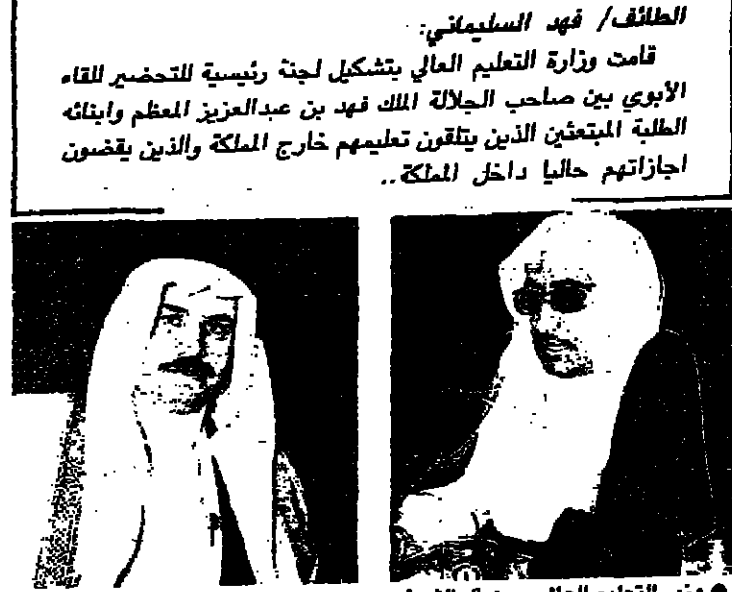 الطائف/ فهد السليماني:
قامت وزارة التعليم العالي بتشكيل لجنة رئيسية للتحضير للقاء
الأبوي بين صاحب الجلالة الملك فهد بن عبدالعزيز المعظم وابنائه
الطلبة المبتعثين الذين يتلقون تعليمهم خارج المملكة والذين يقضون
اجازاتهم حاليا داخل المملكة..